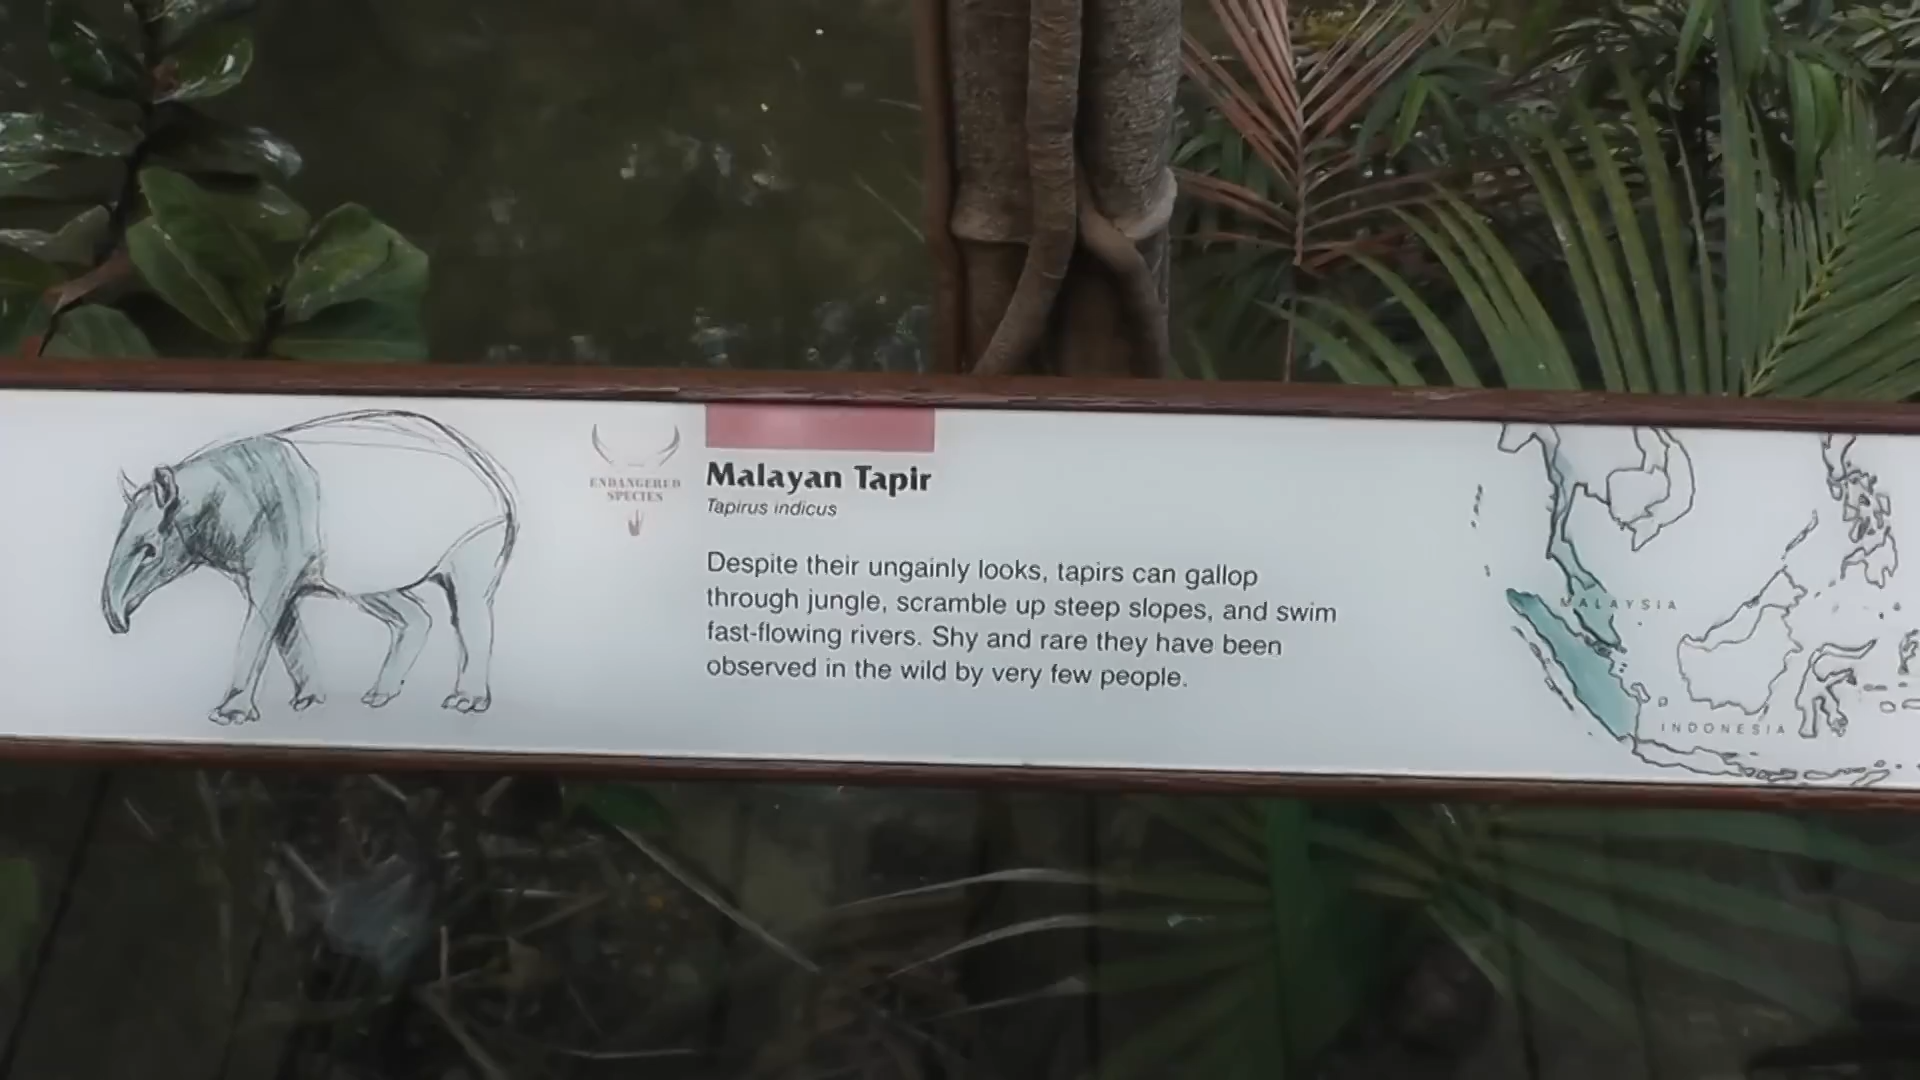 ENDANGERED
SPECIES
Malayan Tapir
Tapirus indicus
Despite their ungainly looks, tapirs can gallop
through jungle, scramble up steep slopes, and swim
fast-flowing rivers. Shy and rare they have been
observed in the wild by very few people.
MALAYSIA
INDONESIA